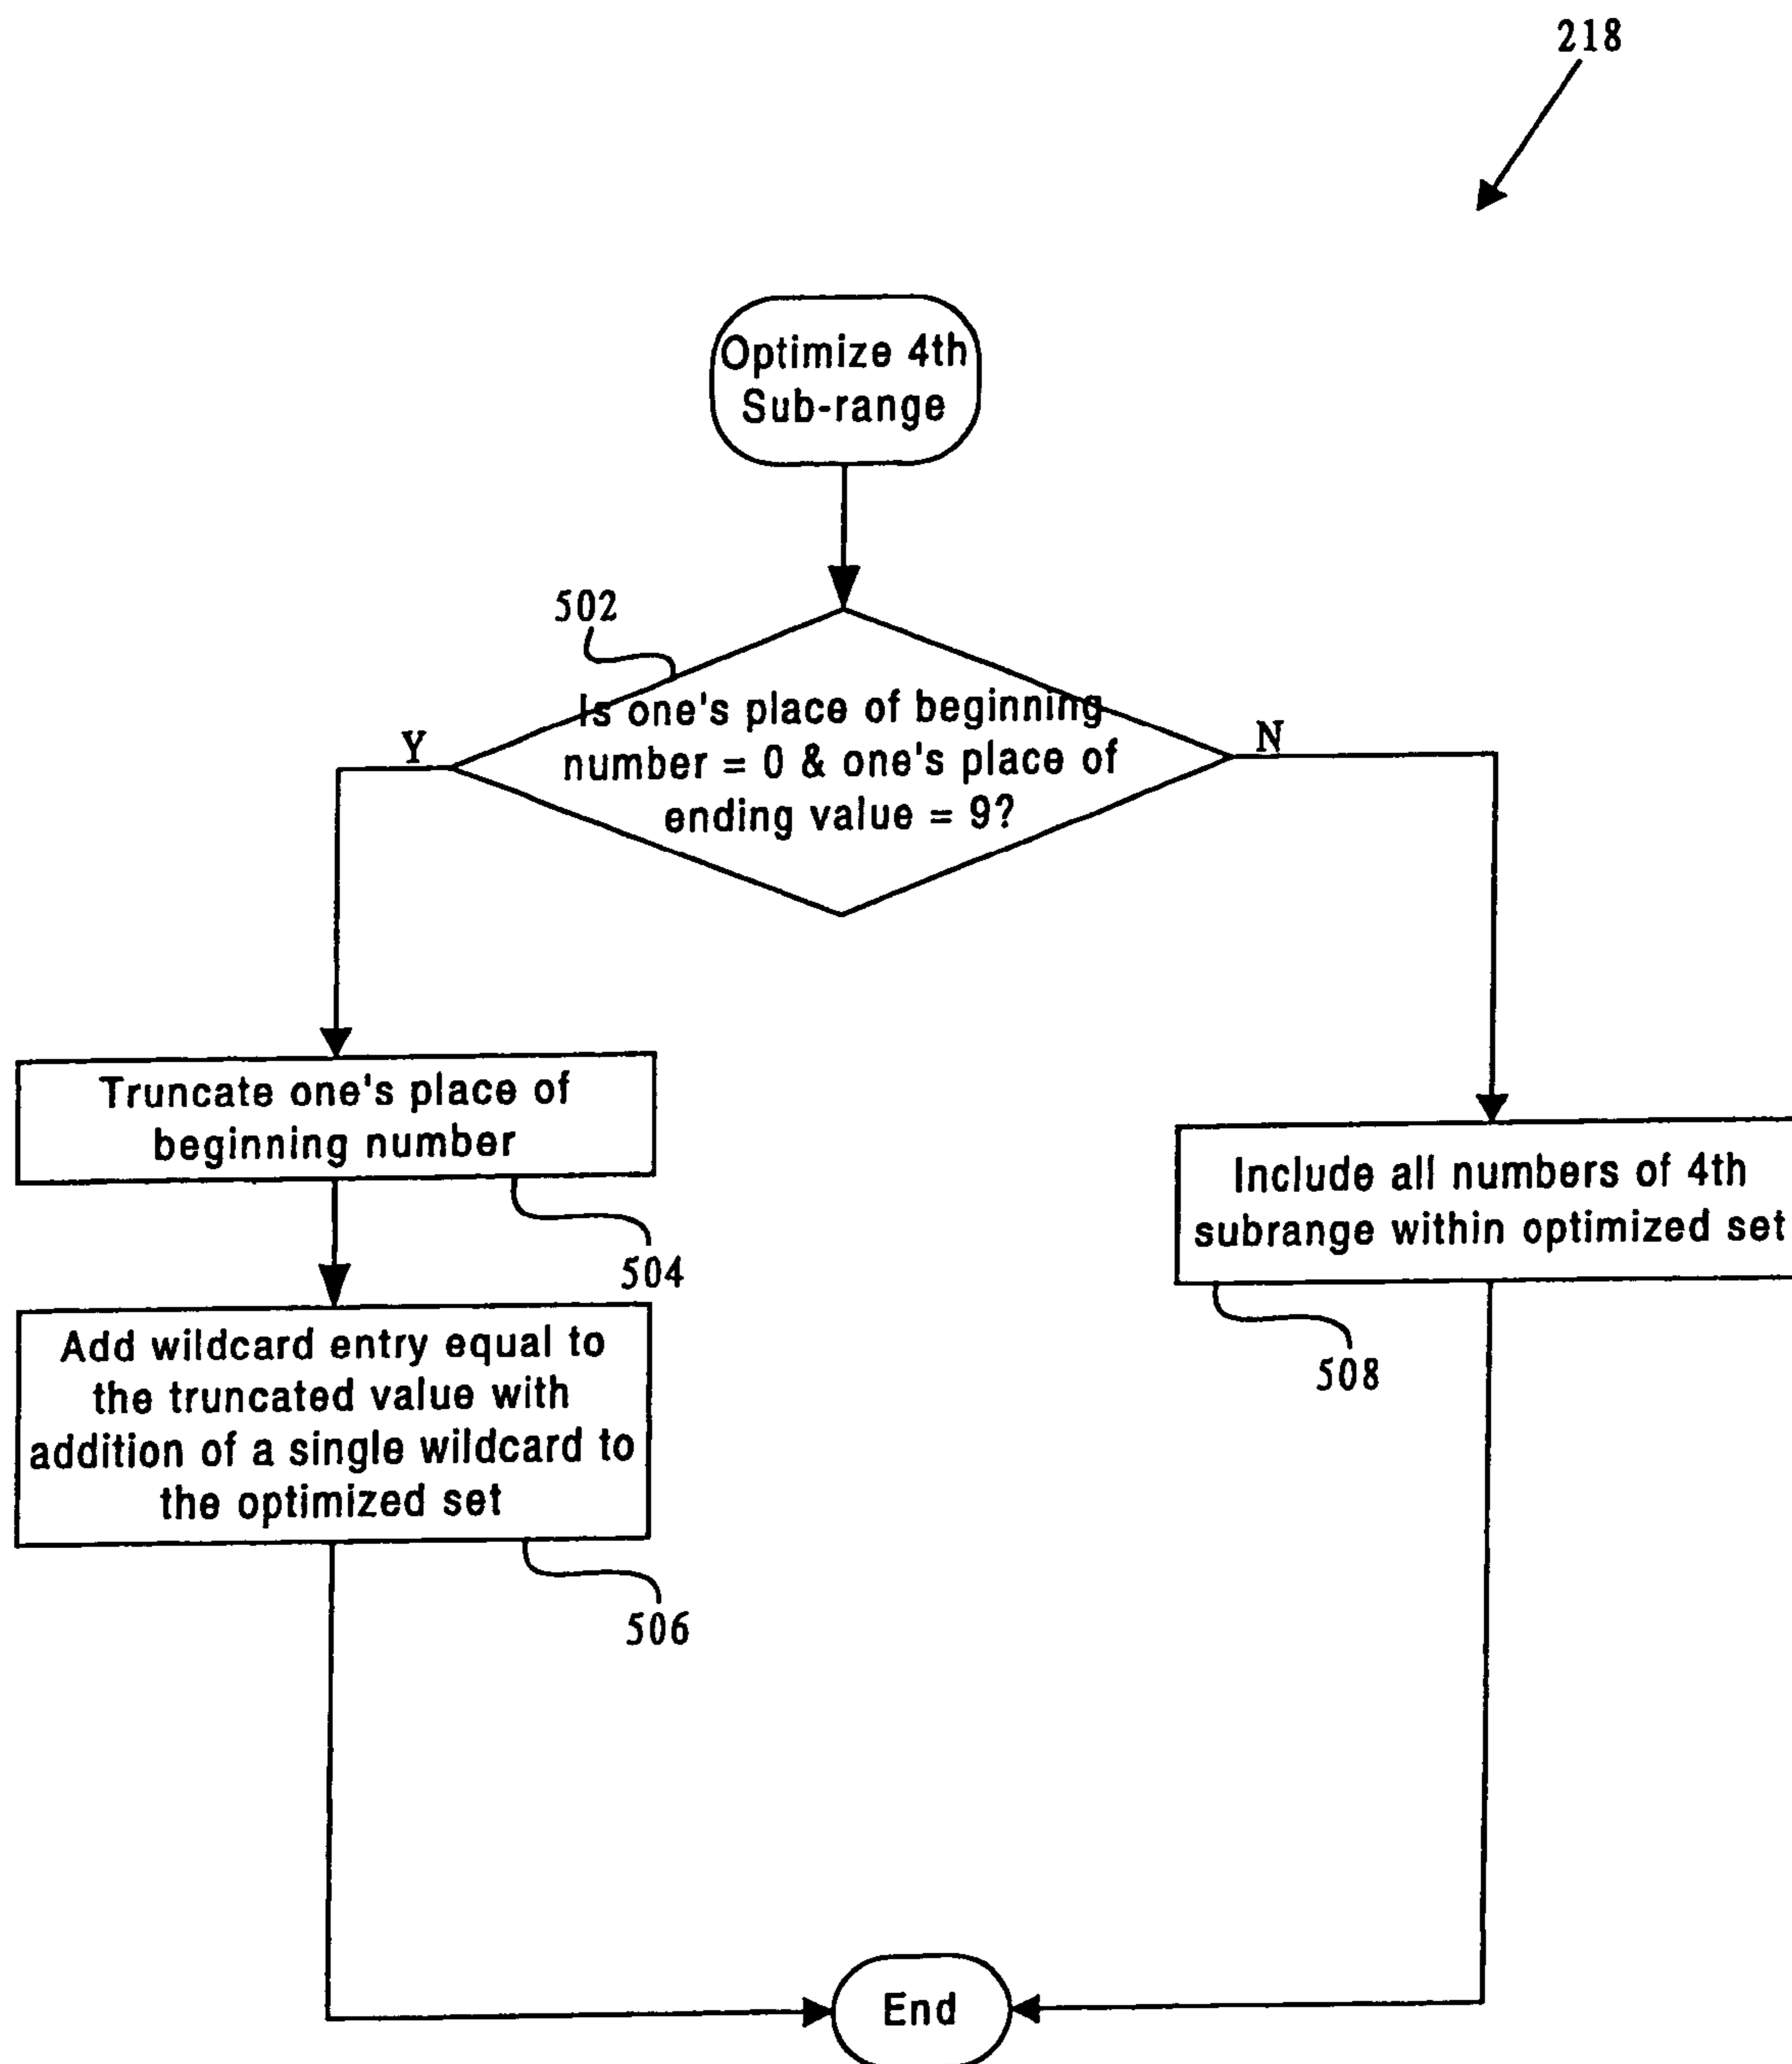 218
Optimize 4th
Sub-range
502
Is one's place of beginning
number = 0 & one's place of
ending value = 9?
Y
N
Truncate one's place of
beginning number
504
Add wildcard entry equal to
the truncated value with
addition of a single wildcard to
the optimized set
506
Include all numbers of 4th
subrange within optimized set
508
End